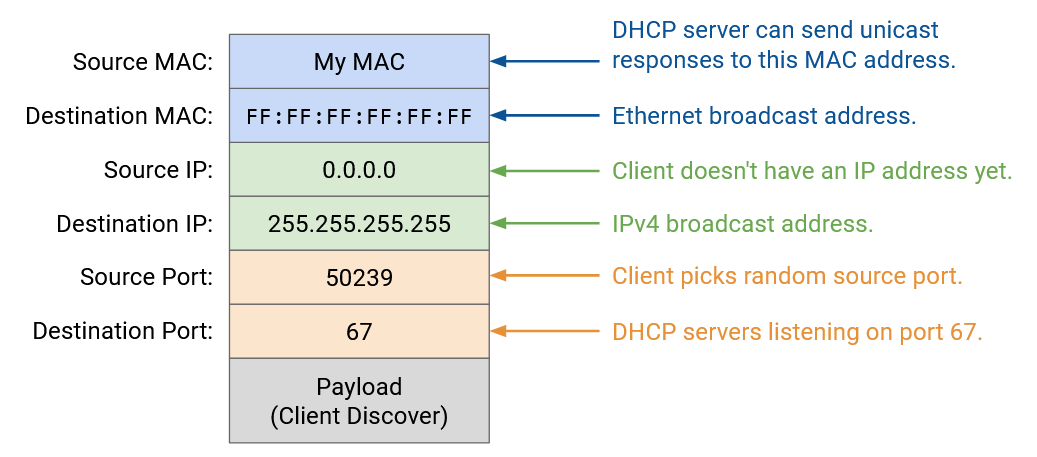 DHCP server can send unicast
responses to this MAC address.
Source MAC:
My MAC
Destination MAC:
FF:FF:FF:FF:FF:FF
Ethernet broadcast address.
Source IP:
0.0.0.0
Client doesn't have an IP address yet.
Destination IP:
255.255.255.255
IPv4 broadcast address.
Source Port:
50239
Client picks random source port.
Destination Port:
67
DHCP servers listening on port 67.
Payload
(Client Discover)